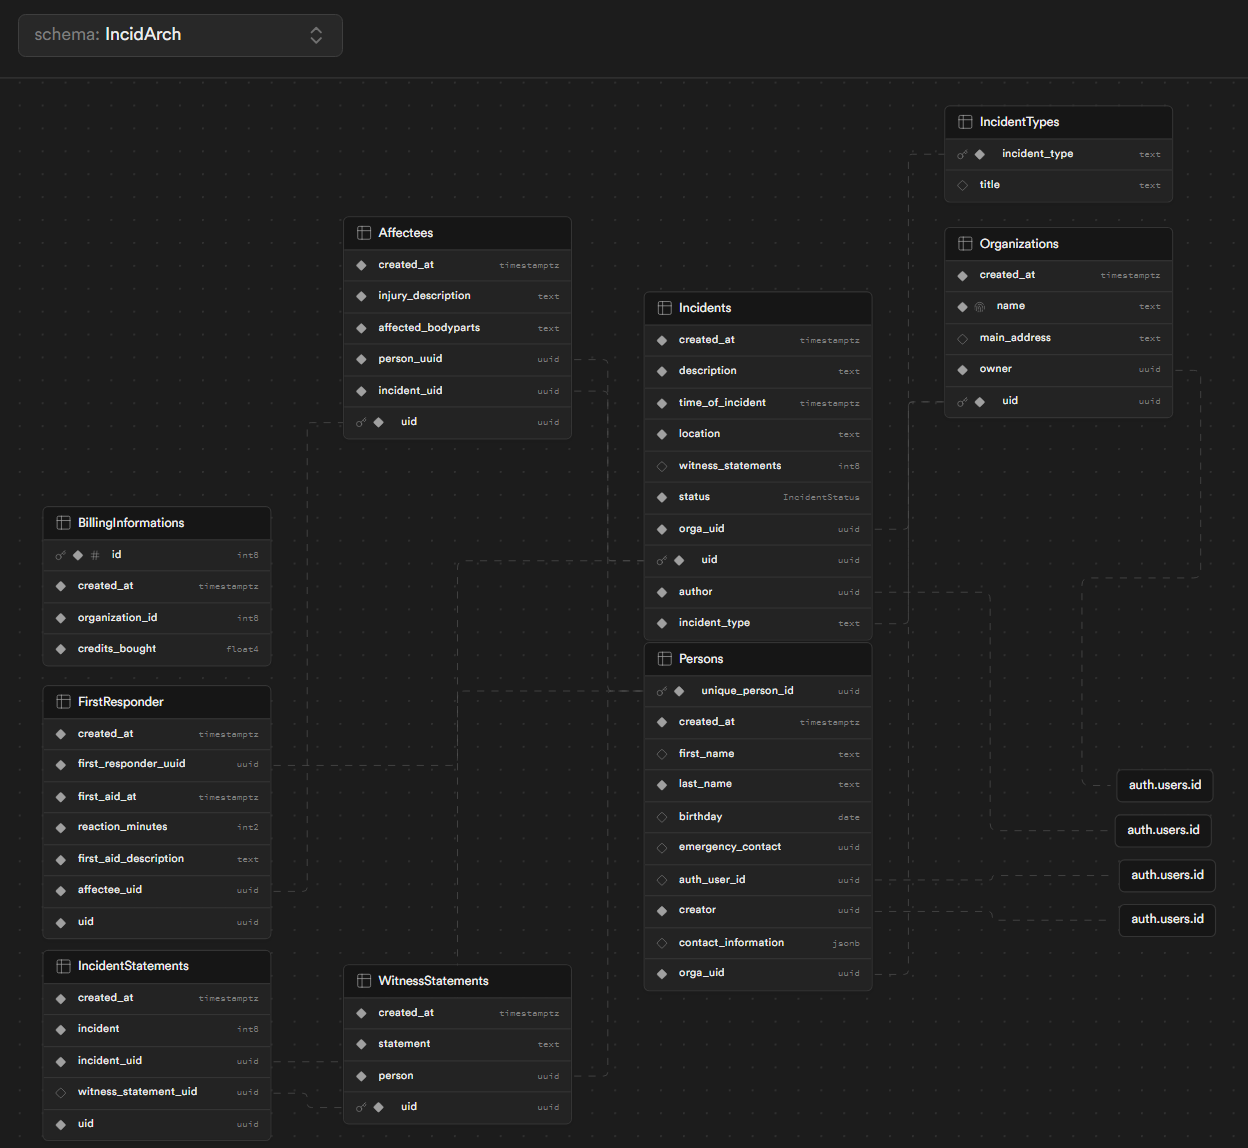 schema: IncidArch
IncidentTypes
incident_type text
title text
Organizations
created_at timestamptz
name text
main_address text
owner uuid
uid uuid
Affectees
created_at timestamptz
injury_description text
affected_bodyparts text
person_uuid uuid
incident_uid uuid
uid uuid
Incidents
created_at timestamptz
description text
time_of_incident timestamptz
location text
witness_statements int8
status IncidentStatus
orga_uid uuid
uid uuid
author uuid
incident_type text
BillingInformations
# id int8
created_at timestamptz
organization_id int8
credits_bought float4
Persons
unique_person_id uuid
created_at timestamptz
first_name text
last_name text
birthday date
emergency_contact uuid
auth_user_id uuid
creator uuid
contact_information jsonb
orga_uid uuid
FirstResponder
created_at timestamptz
first_responder_uuid uuid
first_aid_at timestamptz
reaction_minutes int2
first_aid_description text
affectee_uid uuid
uid uuid
auth.users.id
auth.users.id
auth.users.id
auth.users.id
IncidentStatements
created_at timestamptz
incident int8
incident_uid uuid
witness_statement_uid uuid
uid uuid
WitnessStatements
created_at timestamptz
statement text
person uuid
uid uuid